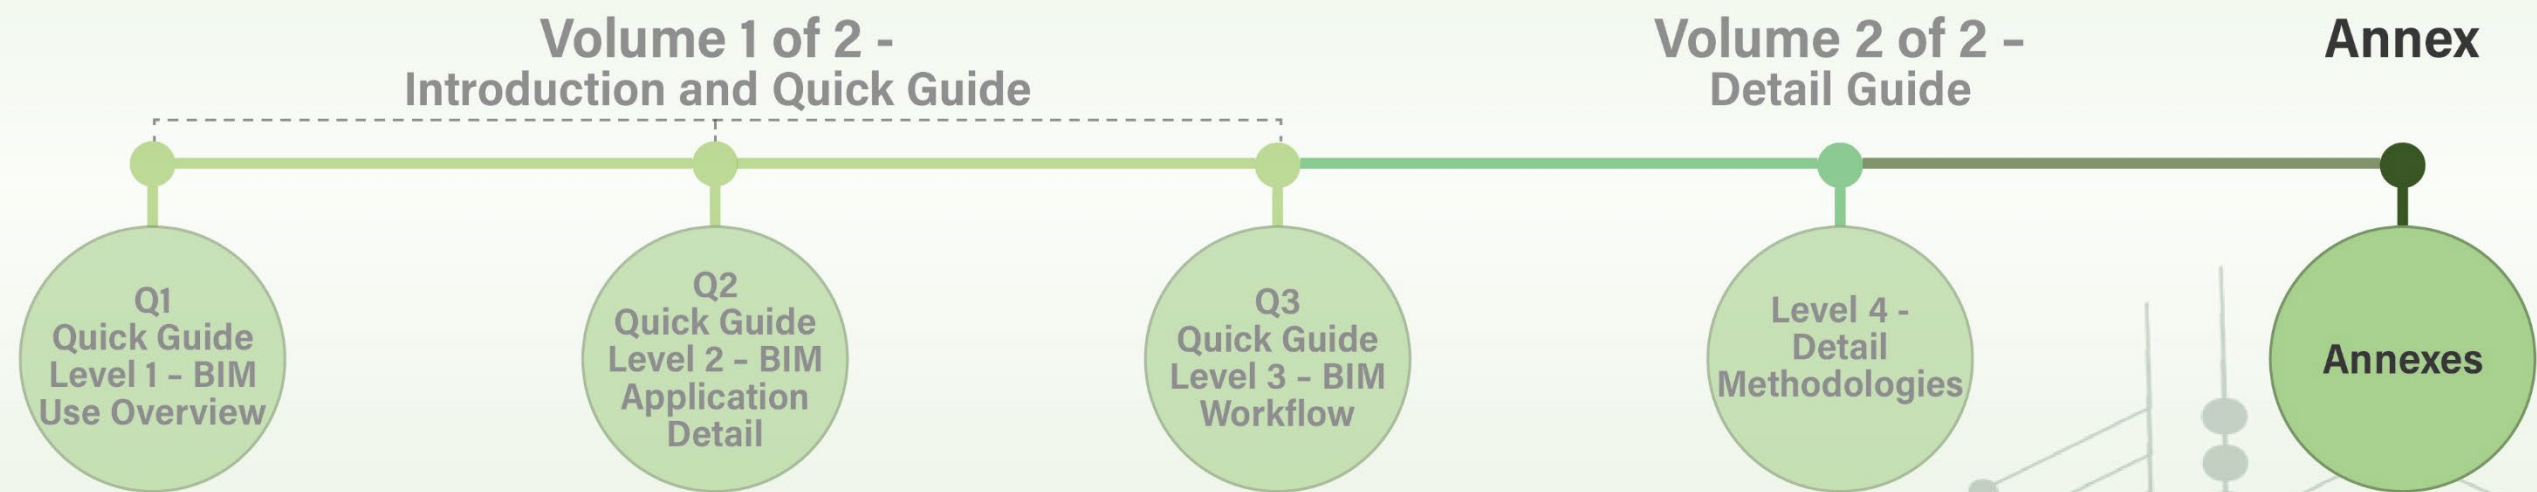 Volume 1 of 2 -
Introduction and Quick Guide
Volume 2 of 2 –
Detail Guide
Annex
Q1
Quick Guide
Level 1 – BIM
Use Overview
Q2
Quick Guide
Level 2 – BIM
Application
Detail
Q3
Quick Guide
Level 3 – BIM
Workflow
Level 4 -
Detail
Methodologies
Annexes